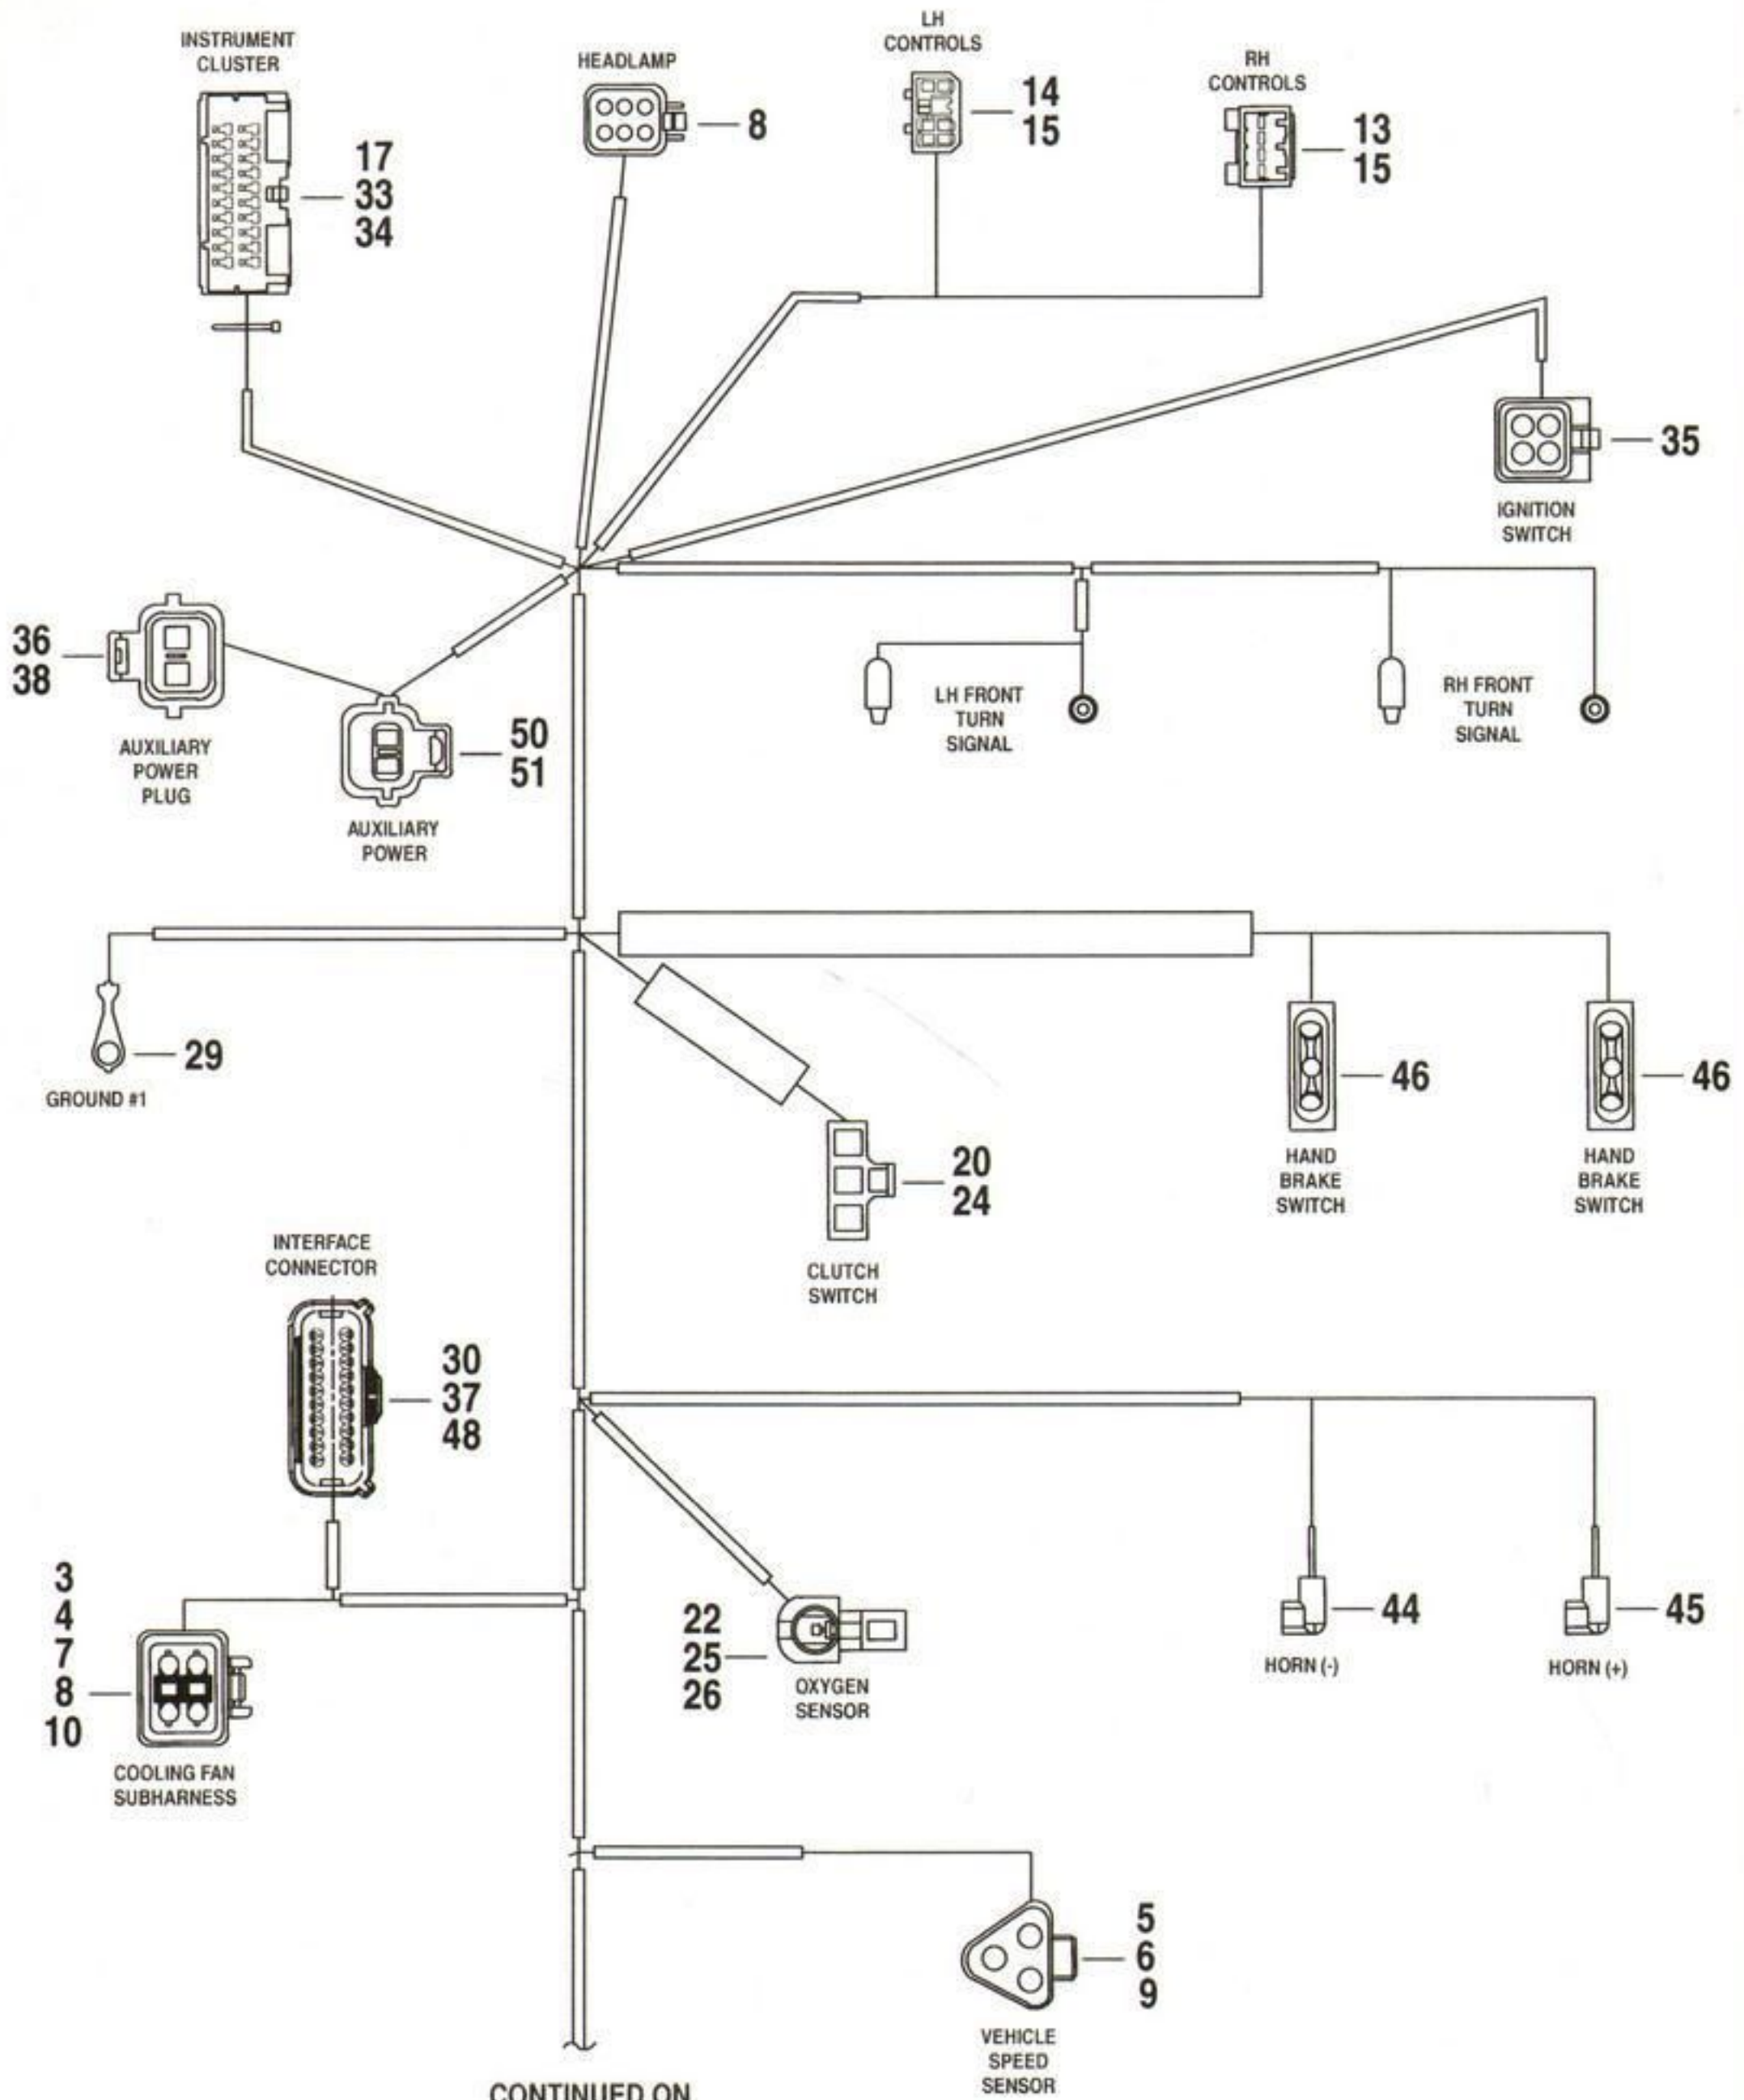 INSTRUMENT
CLUSTER
17
33
34
HEADLAMP
8
LH
CONTROLS
14
15
RH
CONTROLS
13
15
35
IGNITION
SWITCH
36
38
AUXILIARY
POWER
PLUG
50
51
AUXILIARY
POWER
LH FRONT
TURN
SIGNAL
RH FRONT
TURN
SIGNAL
29
GROUND #1
46
HAND
BRAKE
SWITCH
46
HAND
BRAKE
SWITCH
20
24
CLUTCH
SWITCH
INTERFACE
CONNECTOR
30
37
48
3
4
7
8
10
COOLING FAN
SUBHARNESS
22
25
26
OXYGEN
SENSOR
44
HORN (-)
45
HORN (+)
5
6
9
VEHICLE
SPEED
SENSOR
CONTINUED ON